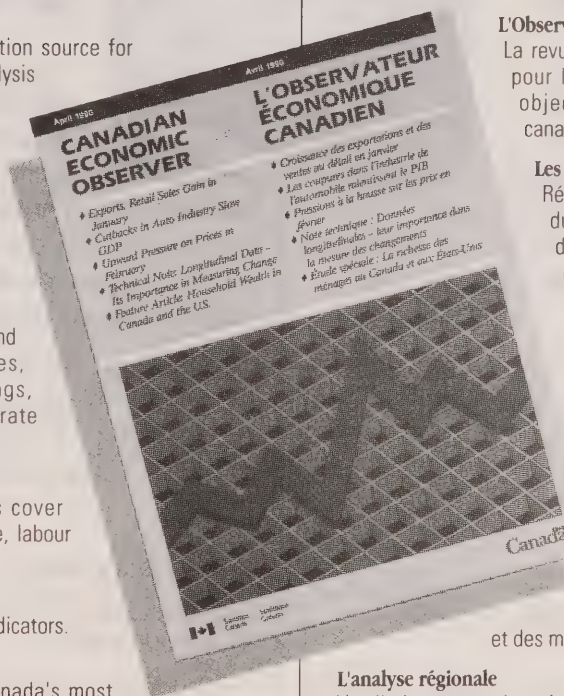 tion source for
lysis
nd
es,
ngs,
rate
s cover
e, labour
dicators.
nada's most
April 1990
CANADIAN
ECONOMIC
OBSERVER
♦ Exports, Retail Sales Gain in
January
♦ Cutbacks in Auto Industry Slow
GDP
♦ Upward Pressure on Prices in
February
♦ Technical Note: Longitudinal Data –
Its Importance in Measuring Change
♦ Feature Article: Household Wealth in
Canada and the U.S.
April 1990
L'OBSERVATEUR
ÉCONOMIQUE
CANADIEN
♦ Croissance des exportations et des
ventes au détail en janvier
♦ Les coupures dans l'industrie de
l'automobile ralentissent le PIB
♦ Pressions à la hausse sur les prix en
février
♦ Note technique : Données
longitudinales – leur importance dans
la mesure des changements
♦ Étude spéciale : La richesse des
ménages au Canada et aux États-Unis
Statistics Canada
Statistique Canada
Canada
L'Observ
La revu
pour l
objec
cana
Les
Ré
du
d
et des m
L'analyse régionale